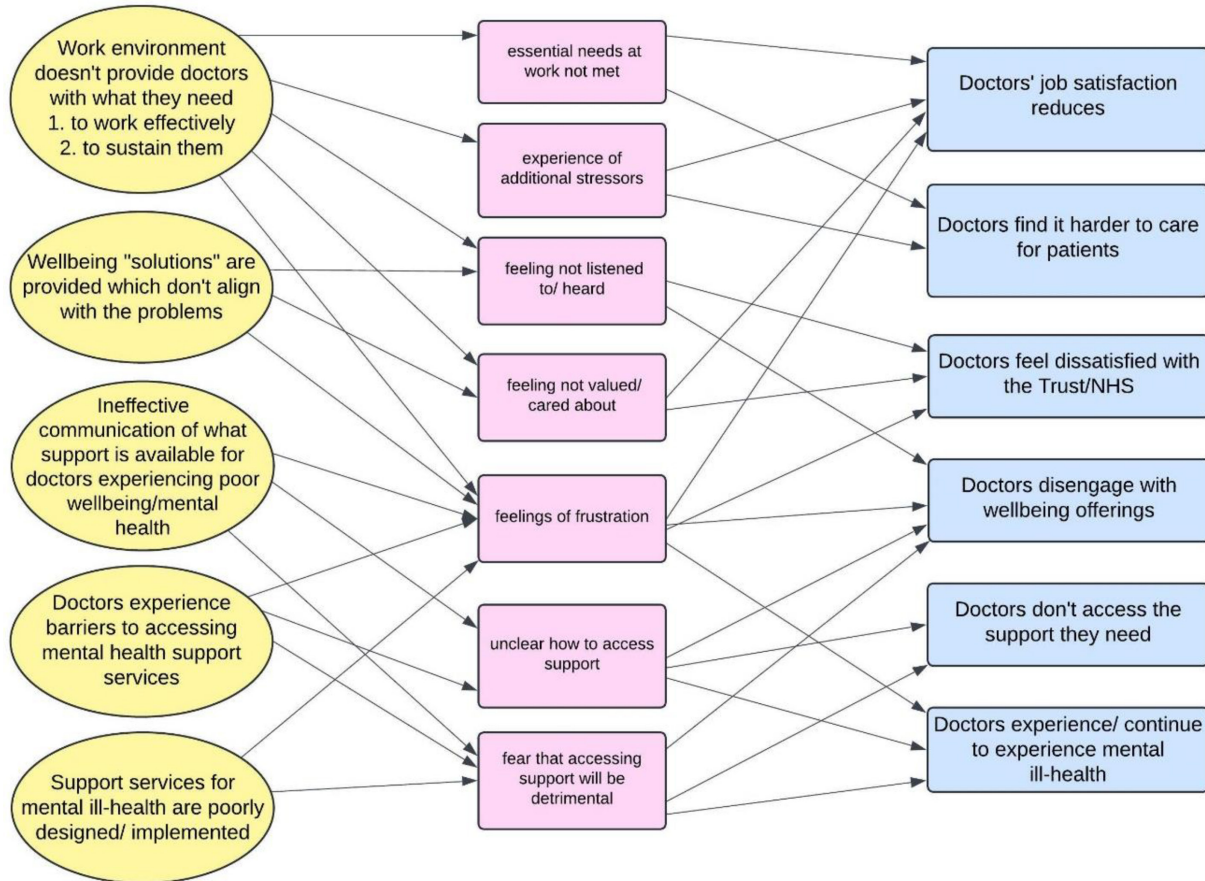 Work environment
doesn't provide doctors
with what they need
1. to work effectively
2. to sustain them
Wellbeing "solutions" are
provided which don't align
with the problems
Ineffective
communication of what
support is available for
doctors experiencing poor
wellbeing/mental
health
Doctors experience
barriers to accessing
mental health support
services
Support services for
mental ill-health are poorly
designed/ implemented
essential needs at
work not met
experience of
additional stressors
feeling not listened
to/ heard
feeling not valued/
cared about
feelings of frustration
unclear how to access
support
fear that accessing
support will be
detrimental
Doctors' job satisfaction
reduces
Doctors find it harder to care
for patients
Doctors feel dissatisfied with
the Trust/NHS
Doctors disengage with
wellbeing offerings
Doctors don't access the
support they need
Doctors experience/ continue
to experience mental
ill-health